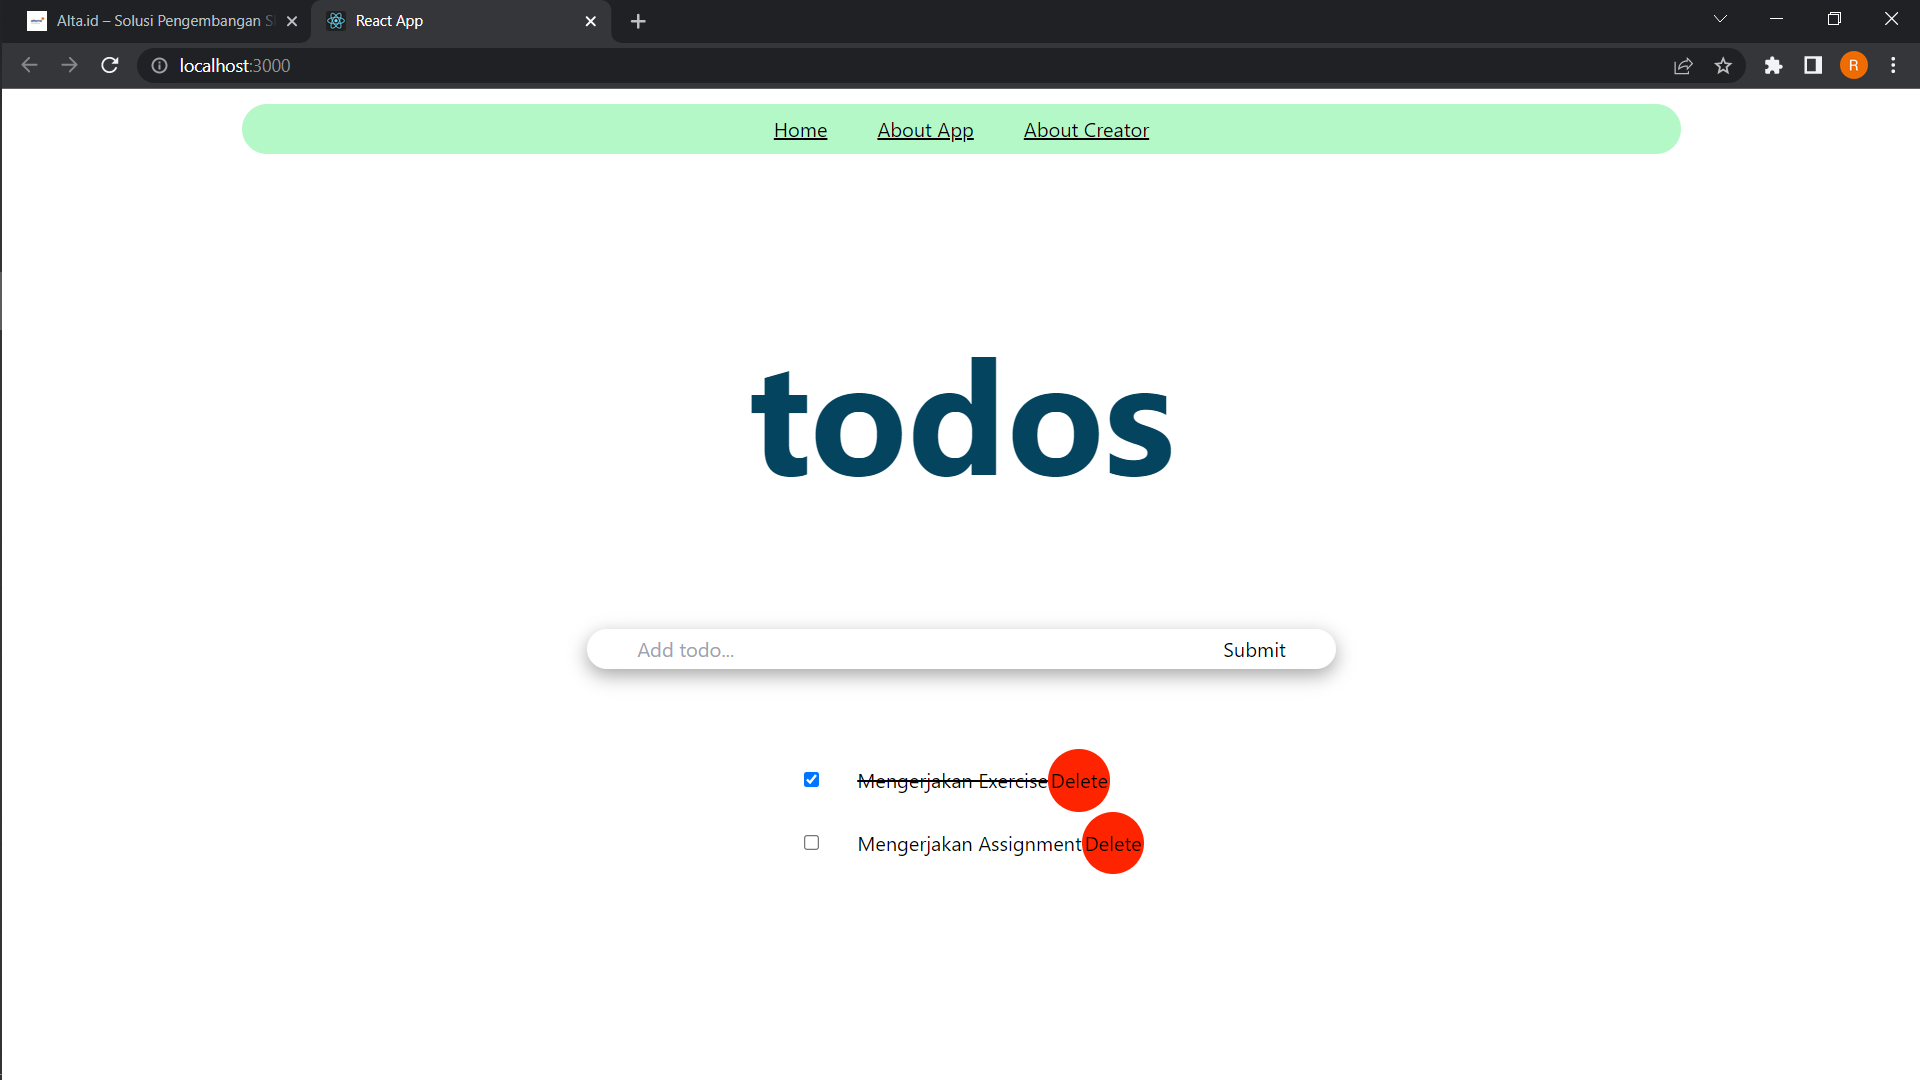 Alta.id – Solusi Pengembangan
React App
localhost:3000
R
Home About App About Creator
todos
Add todo... Submit
Mengerjakan Exercise Delete
Mengerjakan Assignment Delete